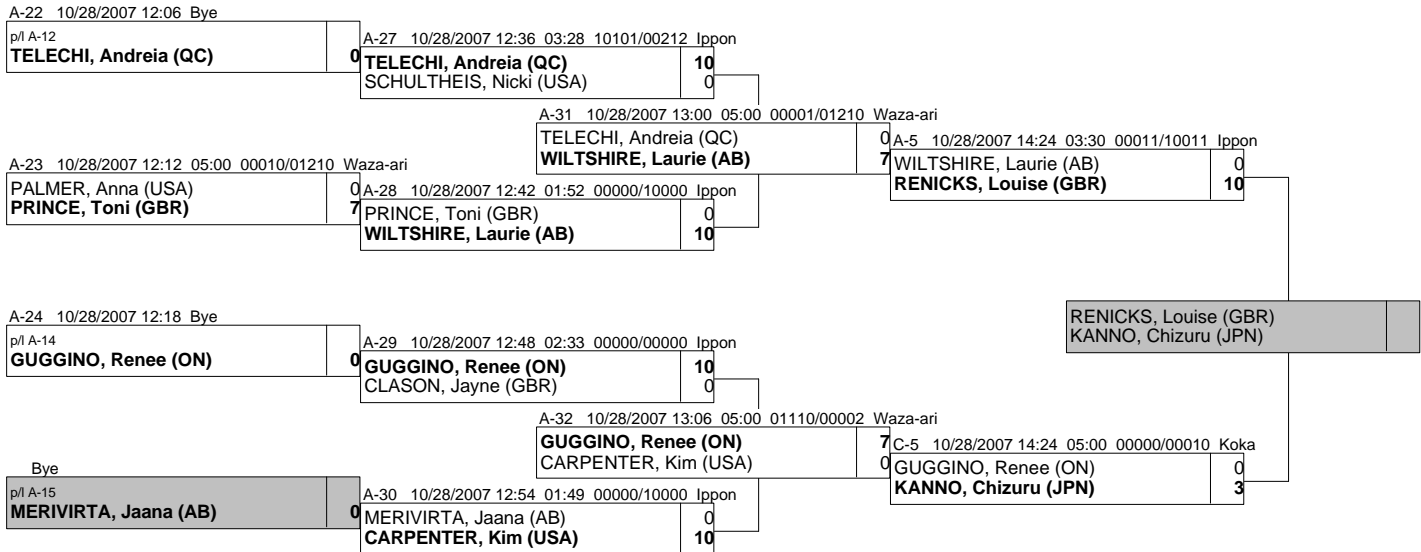 A-22 10/28/2007 12:06 Bye
p/l A-12
TELECHI, Andreia (QC) 0
A-27 10/28/2007 12:36 03:28 10101/00212 Ippon
TELECHI, Andreia (QC) 10
SCHULTHEIS, Nicki (USA) 0
A-31 10/28/2007 13:00 05:00 00001/01210 Waza-ari
TELECHI, Andreia (QC) 0
WILTSHIRE, Laurie (AB) 7
A-5 10/28/2007 14:24 03:30 00011/10011 Ippon
WILTSHIRE, Laurie (AB) 0
RENICKS, Louise (GBR) 10
A-23 10/28/2007 12:12 05:00 00010/01210 Waza-ari
PALMER, Anna (USA) 0
PRINCE, Toni (GBR) 7
A-28 10/28/2007 12:42 01:52 00000/10000 Ippon
PRINCE, Toni (GBR) 0
WILTSHIRE, Laurie (AB) 10
RENICKS, Louise (GBR)
KANNO, Chizuru (JPN)
A-24 10/28/2007 12:18 Bye
p/l A-14
GUGGINO, Renee (ON) 0
A-29 10/28/2007 12:48 02:33 00000/00000 Ippon
GUGGINO, Renee (ON) 10
CLASON, Jayne (GBR) 0
A-32 10/28/2007 13:06 05:00 01110/00002 Waza-ari
GUGGINO, Renee (ON) 7
CARPENTER, Kim (USA) 0
C-5 10/28/2007 14:24 05:00 00000/00010 Koka
GUGGINO, Renee (ON) 0
KANNO, Chizuru (JPN) 3
Bye
p/l A-15
MERIVIRTA, Jaana (AB) 0
A-30 10/28/2007 12:54 01:49 00000/10000 Ippon
MERIVIRTA, Jaana (AB) 0
CARPENTER, Kim (USA) 10